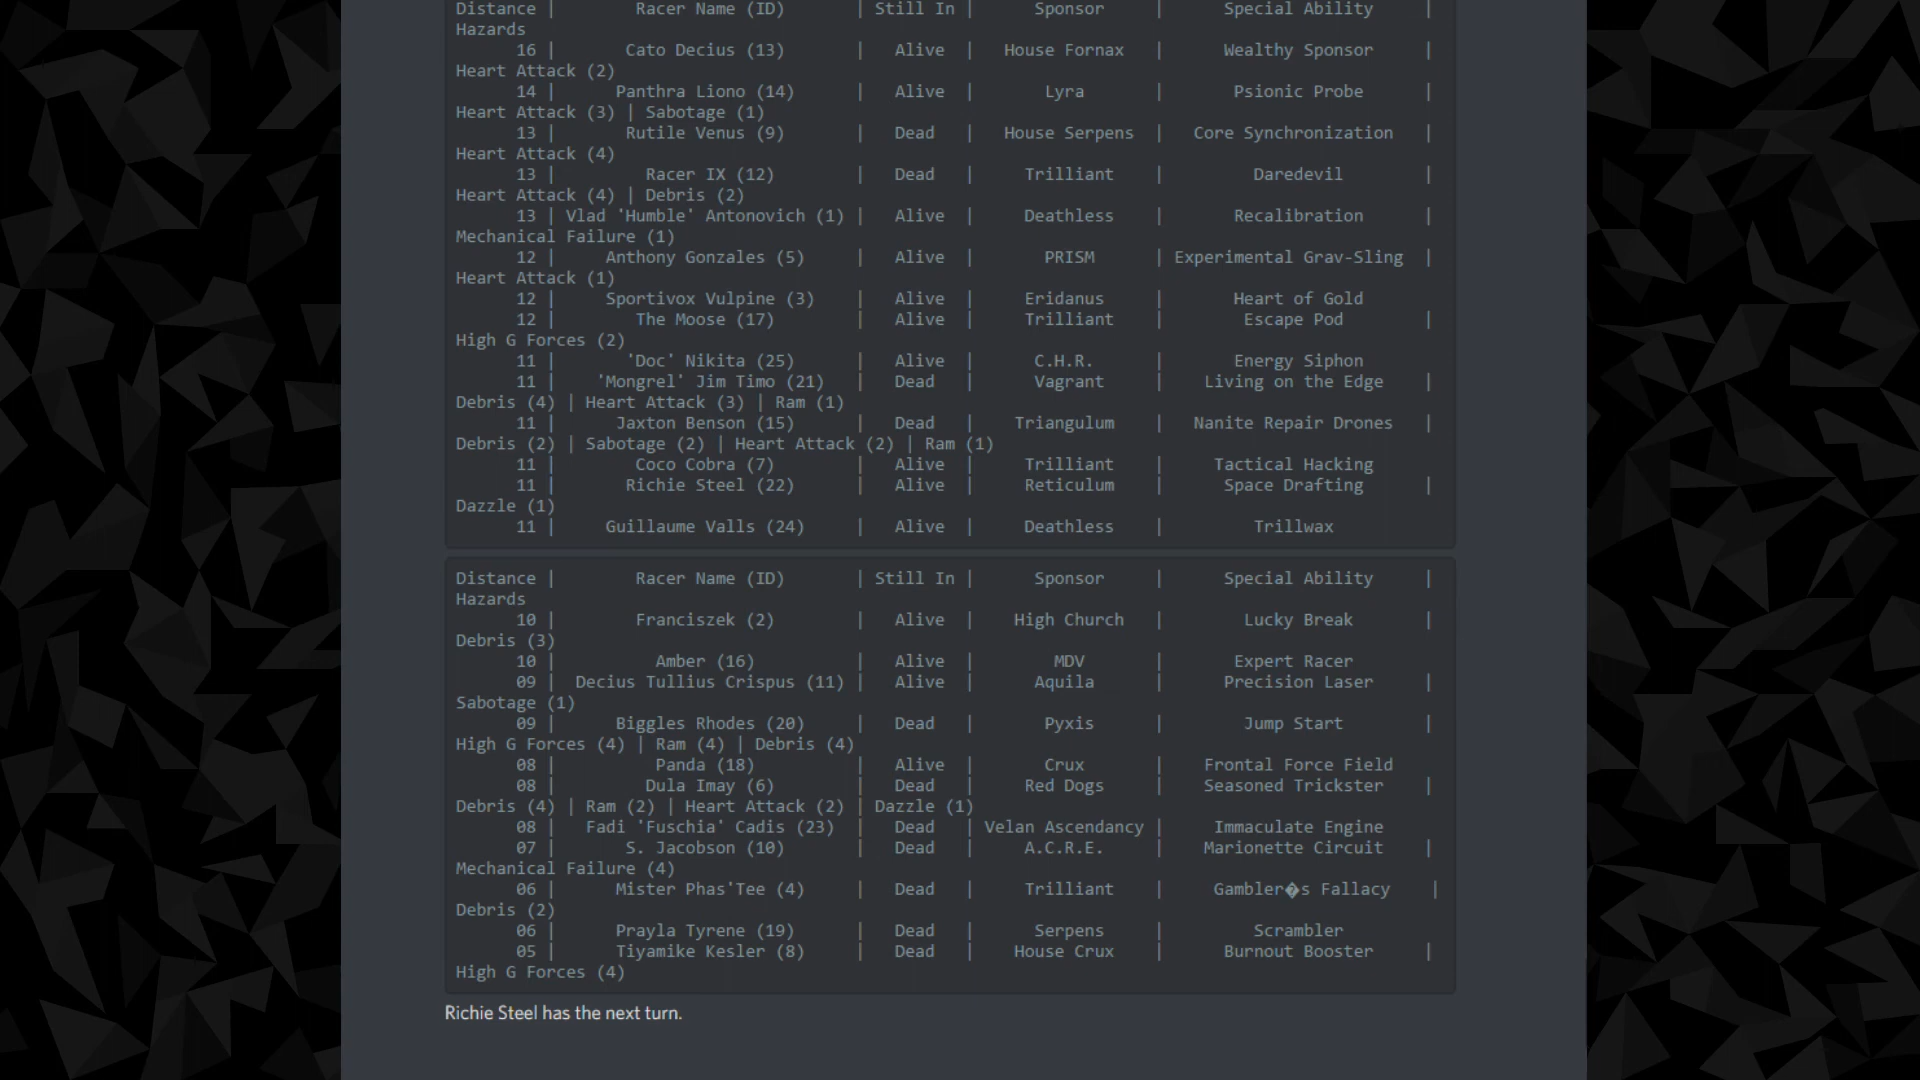 Distance | Racer Name (ID) | Still In | Sponsor | Special Ability |
Hazards
16 | Cato Decius (13) | Alive | House Fornax | Wealthy Sponsor |
Heart Attack (2)
14 | Panthra Liono (14) | Alive | Lyra | Psionic Probe |
Heart Attack (3) | Sabotage (1)
13 | Rutile Venus (9) | Dead | House Serpens | Core Synchronization |
Heart Attack (4)
13 | Racer IX (12) | Dead | Trilliant | Daredevil |
Heart Attack (4) | Debris (2)
13 | Vlad 'Humble' Antonovich (1) | Alive | Deathless | Recalibration |
Mechanical Failure (1)
12 | Anthony Gonzales (5) | Alive | PRISM | Experimental Grav-Sling |
Heart Attack (1)
12 | Sportivox Vulpine (3) | Alive | Eridanus | Heart of Gold
12 | The Moose (17) | Alive | Trilliant | Escape Pod |
High G Forces (2)
11 | 'Doc' Nikita (25) | Alive | C.H.R. | Energy Siphon
11 | 'Mongrel' Jim Timo (21) | Dead | Vagrant | Living on the Edge |
Debris (4) | Heart Attack (3) | Ram (1)
11 | Jaxton Benson (15) | Dead | Triangulum | Nanite Repair Drones |
Debris (2) | Sabotage (2) | Heart Attack (2) | Ram (1)
11 | Coco Cobra (7) | Alive | Trilliant | Tactical Hacking
11 | Richie Steel (22) | Alive | Reticulum | Space Drafting |
Dazzle (1)
11 | Guillaume Valls (24) | Alive | Deathless | Trillwax
Distance | Racer Name (ID) | Still In | Sponsor | Special Ability |
Hazards
10 | Franciszek (2) | Alive | High Church | Lucky Break |
Debris (3)
10 | Amber (16) | Alive | MDV | Expert Racer
09 | Decius Tullius Crispus (11) | Alive | Aquila | Precision Laser |
Sabotage (1)
09 | Biggles Rhodes (20) | Dead | Pyxis | Jump Start |
High G Forces (4) | Ram (4) | Debris (4)
08 | Panda (18) | Alive | Crux | Frontal Force Field
08 | Dula Imay (6) | Dead | Red Dogs | Seasoned Trickster |
Debris (4) | Ram (2) | Heart Attack (2) | Dazzle (1)
08 | Fadi 'Fuschia' Cadis (23) | Dead | Velan Ascendancy | Immaculate Engine
07 | S. Jacobson (10) | Dead | A.C.R.E. | Marionette Circuit |
Mechanical Failure (4)
06 | Mister Phas'Tee (4) | Dead | Trilliant | Gambler�s Fallacy |
Debris (2)
06 | Prayla Tyrene (19) | Dead | Serpens | Scrambler
05 | Tiyamike Kesler (8) | Dead | House Crux | Burnout Booster |
High G Forces (4)
Richie Steel has the next turn.